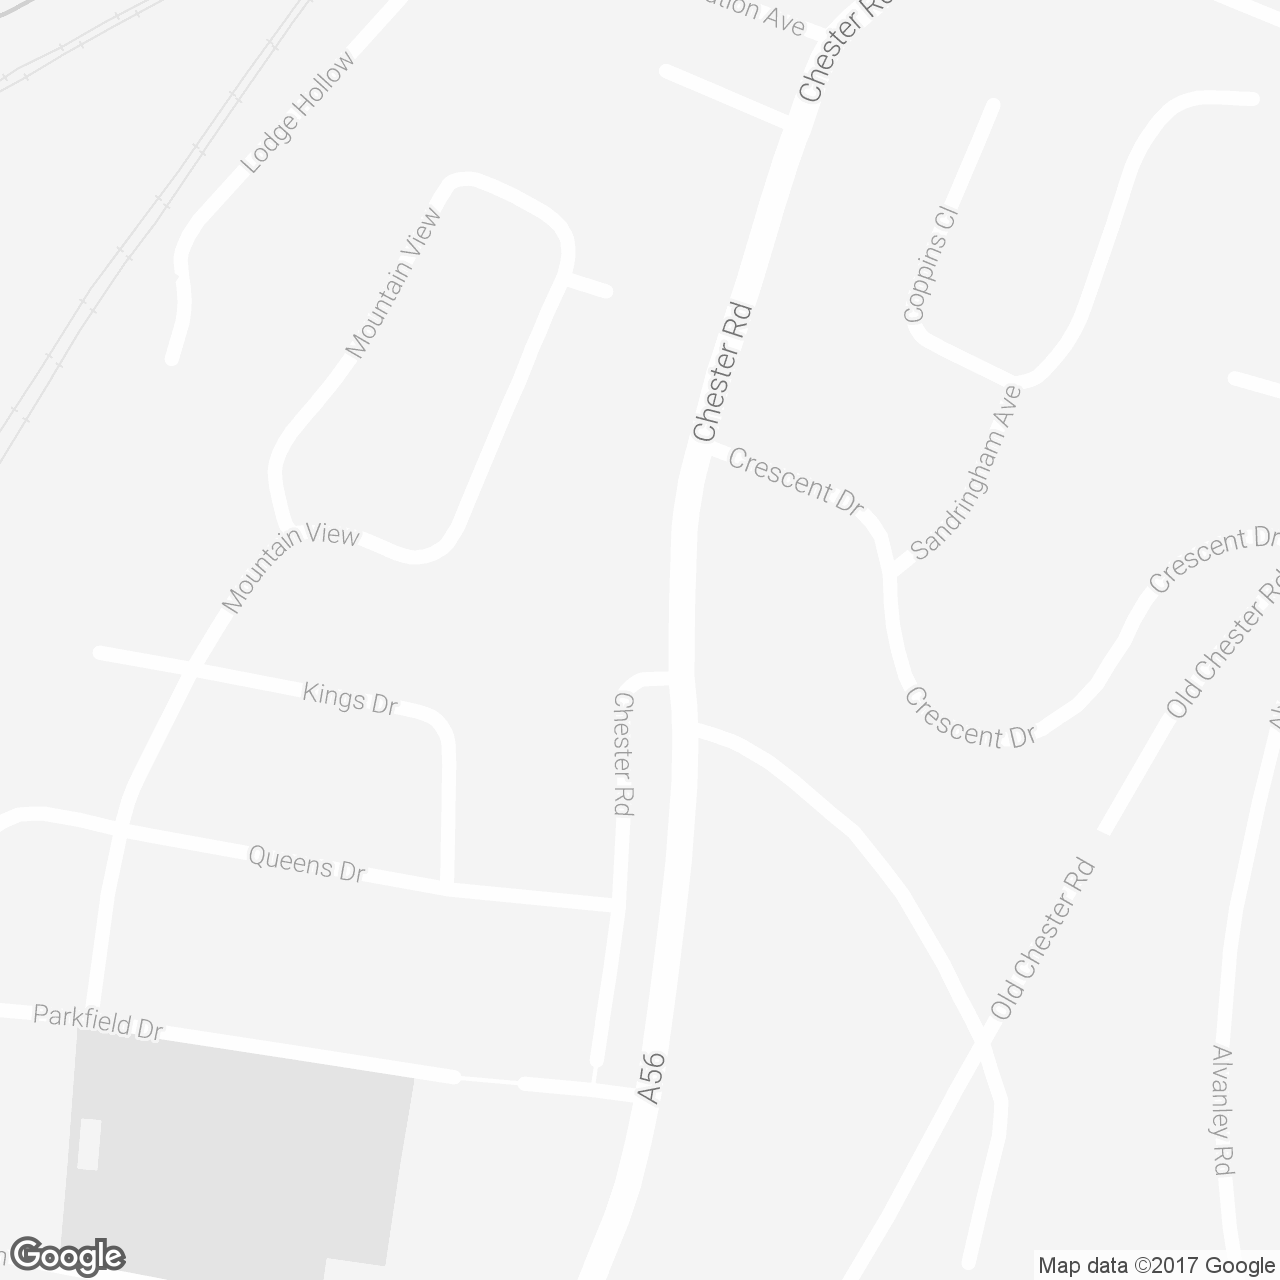 Chester Rd
Lodge Hollow
Mountain View
Coppins Cl
Chester Rd
Sandringham Ave
Crescent Dr
Mountain View
Crescent Dr
Old Chester Rd
Kings Dr
Chester Rd
Crescent Dr
Queens Dr
Old Chester Rd
Parkfield Dr
A56
Alvanley Rd
Google
Map data ©2017 Google